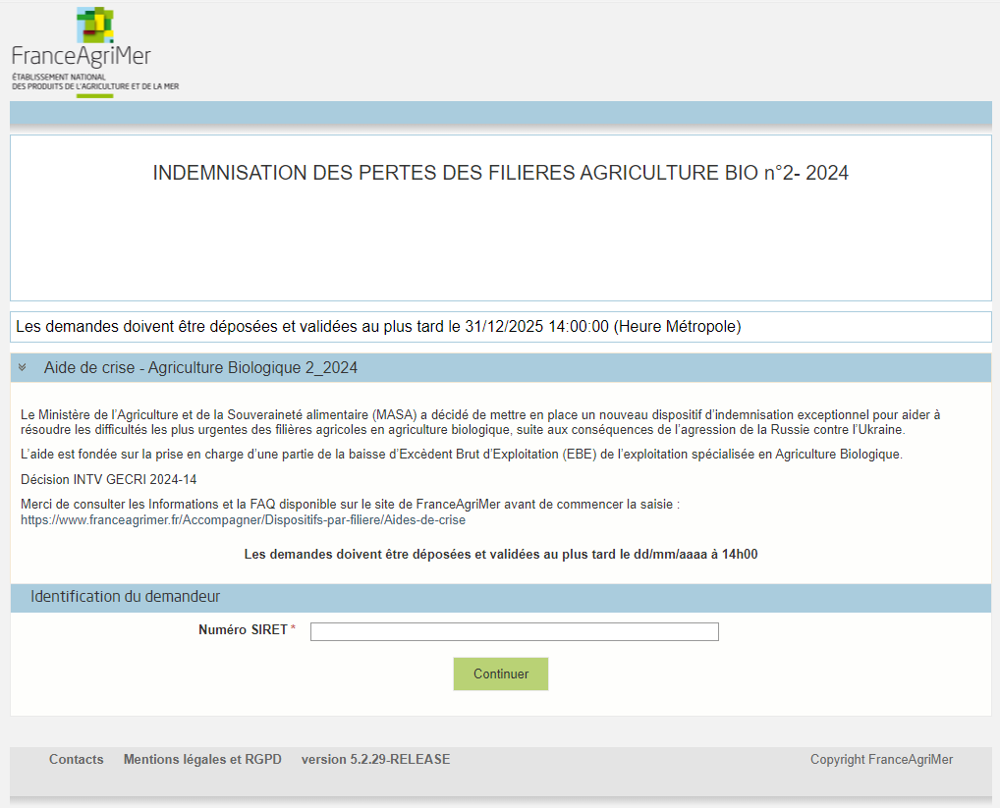 FranceAgriMer
ÉTABLISSEMENT NATIONAL
DES PRODUITS DE L'AGRICULTURE ET DE LA MER
INDEMNISATION DES PERTES DES FILIERES AGRICULTURE BIO n°2- 2024
Les demandes doivent être déposées et validées au plus tard le 31/12/2025 14:00:00 (Heure Métropole)
Aide de crise - Agriculture Biologique 2_2024
Le Ministère de l’Agriculture et de la Souveraineté alimentaire (MASA) a décidé de mettre en place un nouveau dispositif d’indemnisation exceptionnel pour aider à
résoudre les difficultés les plus urgentes des filières agricoles en agriculture biologique, suite aux conséquences de l’agression de la Russie contre l’Ukraine.
L’aide est fondée sur la prise en charge d’une partie de la baisse d’Excèdent Brut d’Exploitation (EBE) de l’exploitation spécialisée en Agriculture Biologique.
Décision INTV GECRI 2024-14
Merci de consulter les Informations et la FAQ disponible sur le site de FranceAgriMer avant de commencer la saisie :
https://www.franceagrimer.fr/Accompagner/Dispositifs-par-filiere/Aides-de-crise
Les demandes doivent être déposées et validées au plus tard le dd/mm/aaaa à 14h00
Identification du demandeur
Numéro SIRET *
Continuer
Contacts Mentions légales et RGPD version 5.2.29-RELEASE Copyright FranceAgriMer